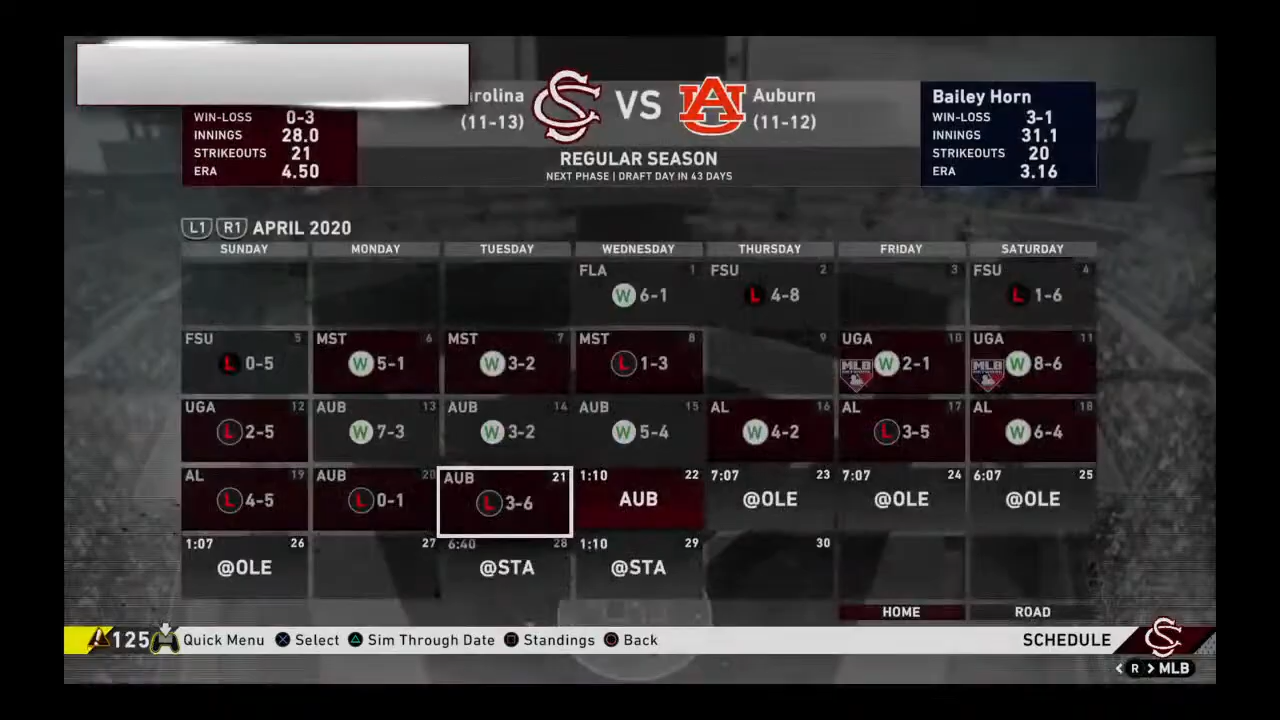 rolina
(11-13)
VS
Auburn
(11-12)
WIN-LOSS 0-3
INNINGS 28.0
STRIKEOUTS 21
ERA 4.50
REGULAR SEASON
NEXT PHASE | DRAFT DAY IN 43 DAYS
Bailey Horn
WIN-LOSS 3-1
INNINGS 31.1
STRIKEOUTS 20
ERA 3.16
L1 R1 APRIL 2020
SUNDAY MONDAY TUESDAY WEDNESDAY THURSDAY FRIDAY SATURDAY
FLA 1 FSU 2 3 FSU 4
W 6-1 L 4-8 L 1-6
FSU 5 MST 6 MST 7 MST 8 9 UGA 10 UGA 11
L 0-5 W 5-1 W 3-2 L 1-3 MLB NETWORK W 2-1 MLB NETWORK W 8-6
UGA 12 AUB 13 AUB 14 AUB 15 AL 16 AL 17 AL 18
L 2-5 W 7-3 W 3-2 W 5-4 W 4-2 L 3-5 W 6-4
AL 19 AUB 20 AUB 21 1:10 22 7:07 23 7:07 24 6:07 25
L 4-5 L 0-1 L 3-6 AUB @OLE @OLE @OLE
1:07 26 27 6:40 28 1:10 29 30
@OLE @STA @STA
HOME ROAD
125 Quick Menu Select Sim Through Date Standings Back SCHEDULE
R MLB